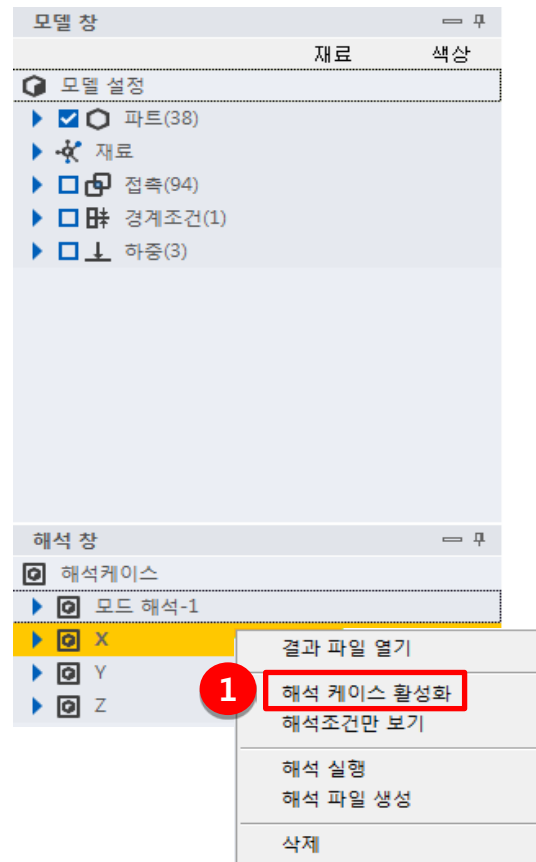 모델 창
재료 색상
모델 설정
파트(38)
재료
접촉(94)
경계조건(1)
하중(3)
해석 창
해석케이스
모드 해석-1
X
Y
Z
결과 파일 열기
1 해석 케이스 활성화
해석조건만 보기
해석 실행
해석 파일 생성
삭제